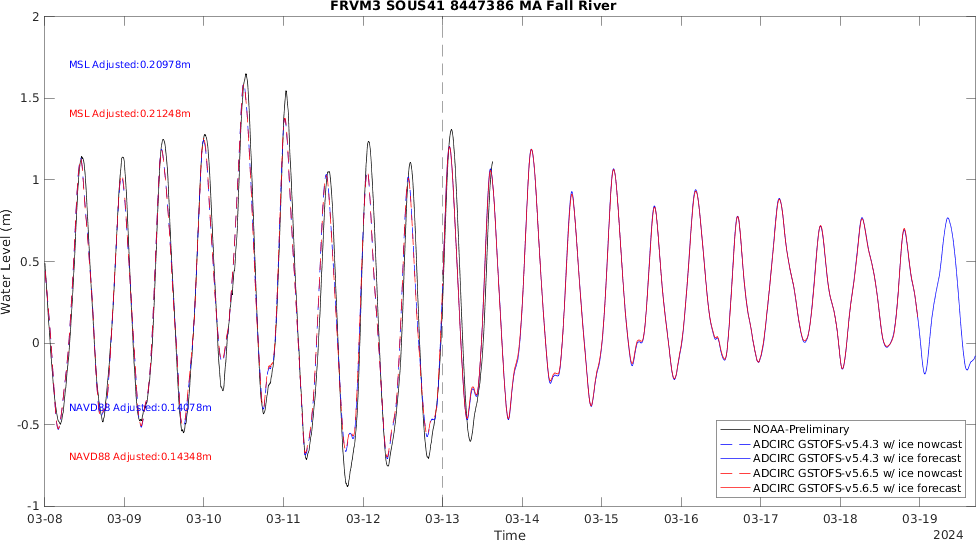 FRVM3 SOUS41 8447386 MA Fall River
2
1.5
1
0.5
0
-0.5
-1
Water Level (m)
MSL Adjusted:0.20978m
MSL Adjusted:0.21248m
NAVD88 Adjusted:0.14078m
NAVD88 Adjusted:0.14348m
NOAA-Preliminary
ADCIRC GSTOFS-v5.4.3 w/ ice nowcast
ADCIRC GSTOFS-v5.4.3 w/ ice forecast
ADCIRC GSTOFS-v5.6.5 w/ ice nowcast
ADCIRC GSTOFS-v5.6.5 w/ ice forecast
03-08 03-09 03-10 03-11 03-12 03-13 03-14 03-15 03-16 03-17 03-18 03-19
Time
2024